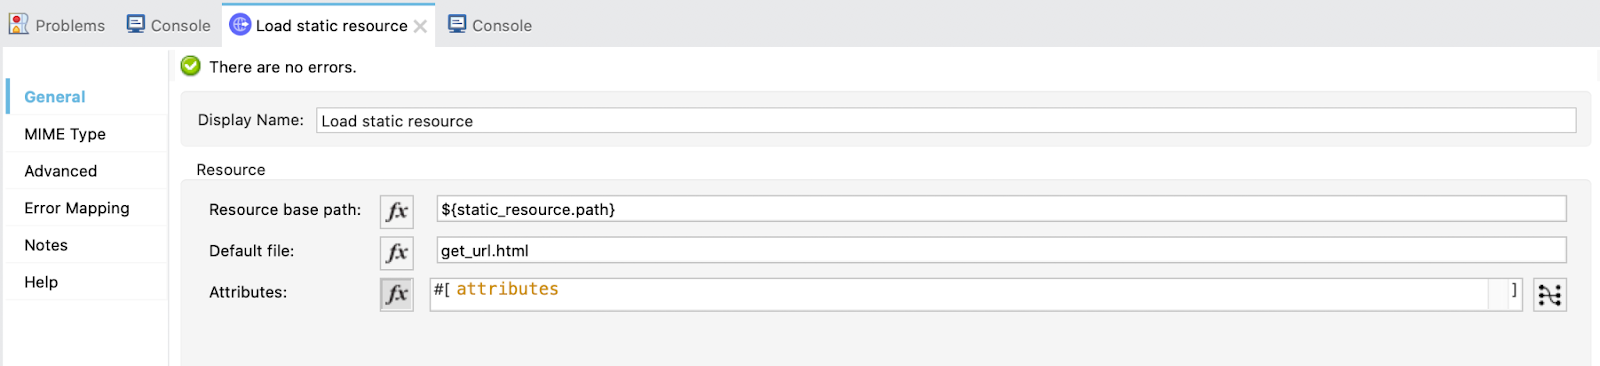 Problems Console Load static resource Console
There are no errors.
General
MIME Type
Advanced
Error Mapping
Notes
Help
Display Name: Load static resource
Resource
Resource base path: fx ${static_resource.path}
Default file: fx get_url.html
Attributes: fx #[ attributes ]